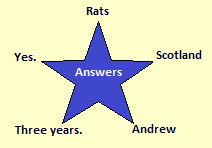 Rats
Yes.
Scotland
Answers
Three years.
Andrew